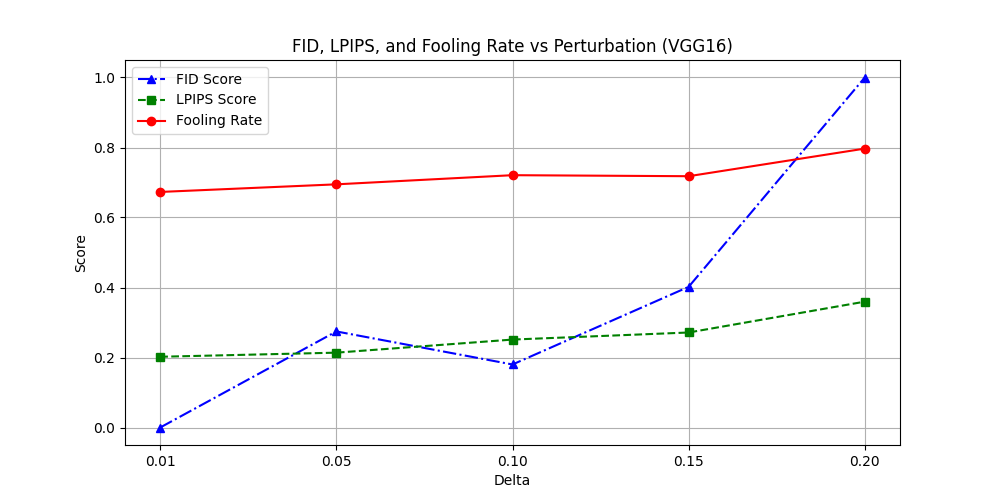 FID, LPIPS, and Fooling Rate vs Perturbation (VGG16)
FID Score
LPIPS Score
Fooling Rate
1.0
0.8
0.6
0.4
0.2
0.0
Score
0.01 0.05 0.10 0.15 0.20
Delta